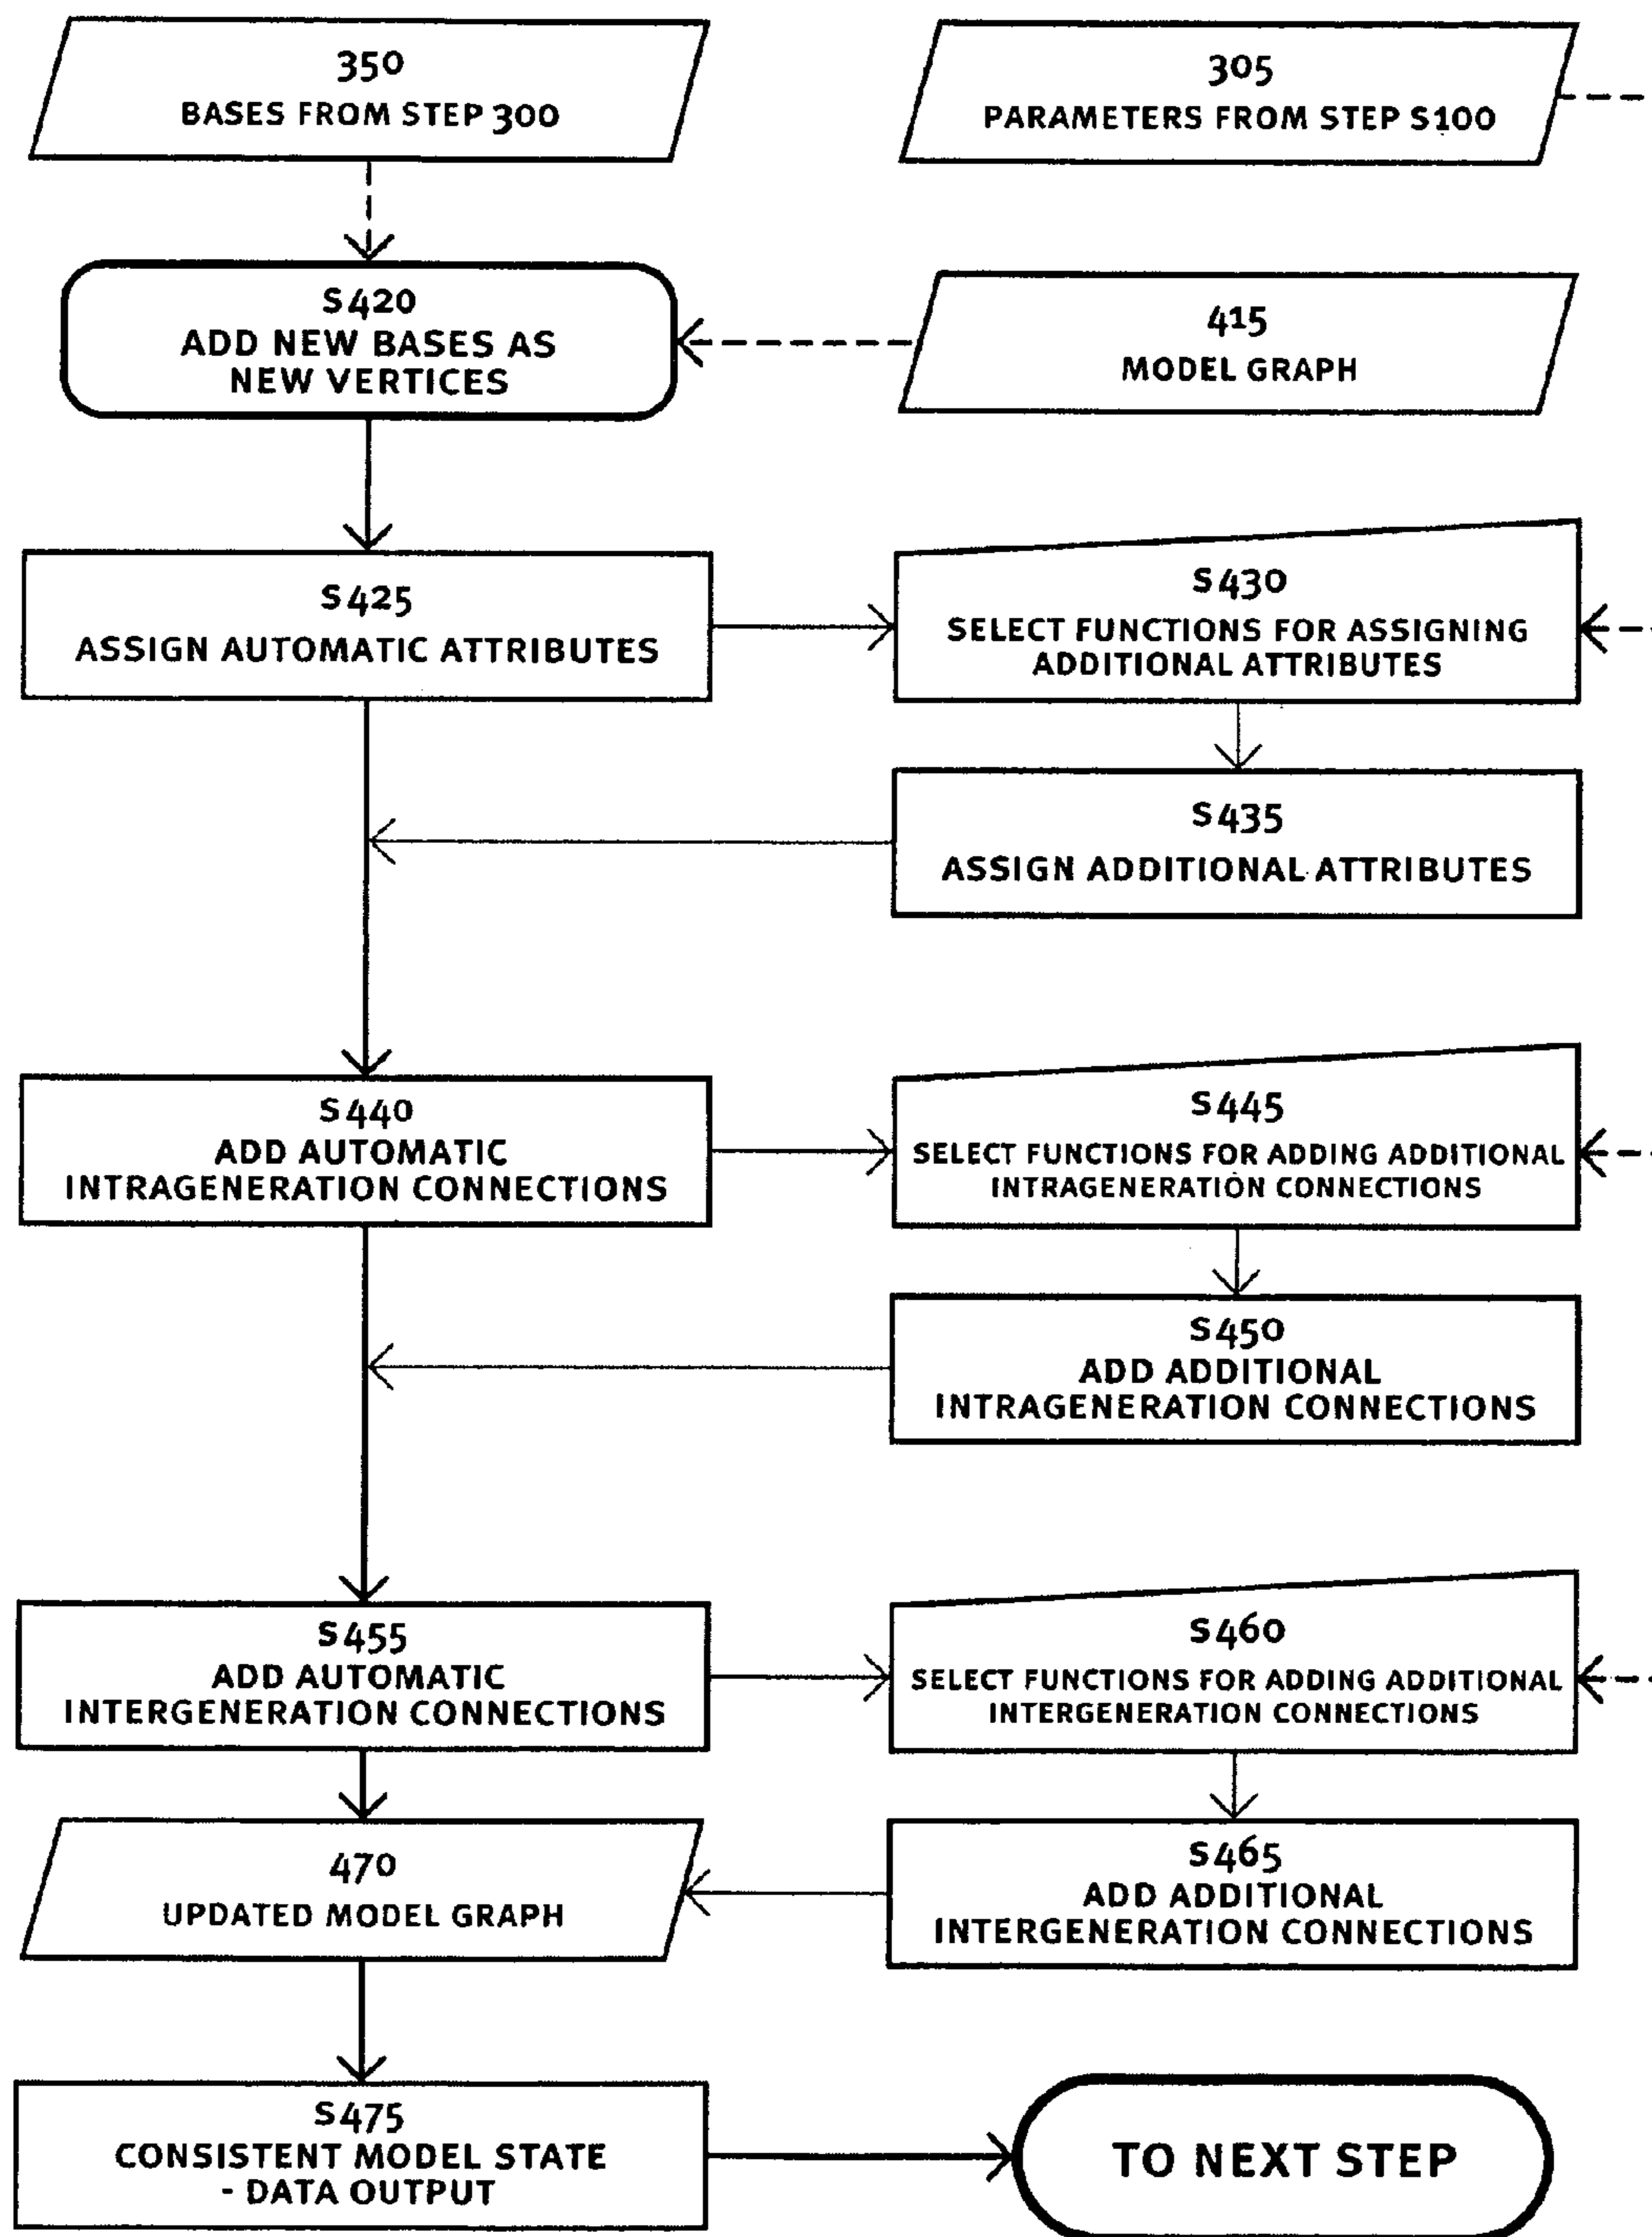 350
BASES FROM STEP 300
305
PARAMETERS FROM STEP S100
S420
ADD NEW BASES AS
NEW VERTICES
415
MODEL GRAPH
S425
ASSIGN AUTOMATIC ATTRIBUTES
S430
SELECT FUNCTIONS FOR ASSIGNING
ADDITIONAL ATTRIBUTES
S435
ASSIGN ADDITIONAL ATTRIBUTES
S440
ADD AUTOMATIC
INTRAGENERATION CONNECTIONS
S445
SELECT FUNCTIONS FOR ADDING ADDITIONAL
INTRAGENERATION CONNECTIONS
S450
ADD ADDITIONAL
INTRAGENERATION CONNECTIONS
S455
ADD AUTOMATIC
INTERGENERATION CONNECTIONS
S460
SELECT FUNCTIONS FOR ADDING ADDITIONAL
INTERGENERATION CONNECTIONS
470
UPDATED MODEL GRAPH
S465
ADD ADDITIONAL
INTERGENERATION CONNECTIONS
S475
CONSISTENT MODEL STATE
- DATA OUTPUT
TO NEXT STEP